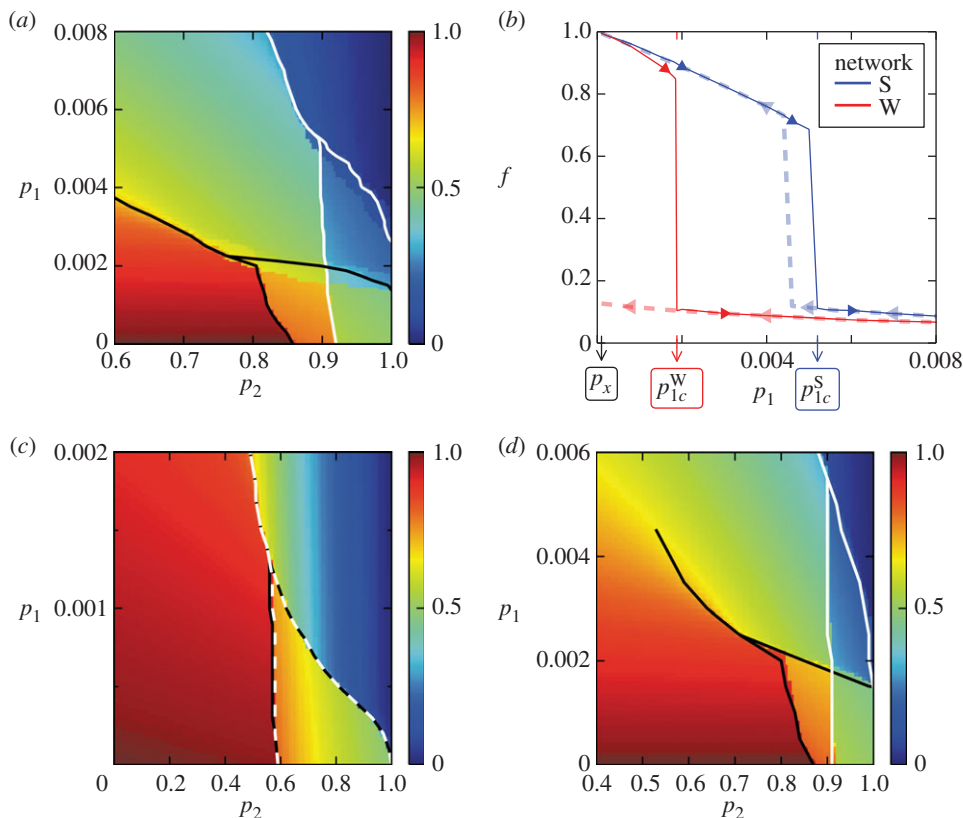 (a)
0.008
0.006
p1 0.004
0.002
0
0.6 0.7 0.8 0.9 1.0
p2
1.0
0.5
0
(b)
1.0
0.8
0.6
f
0.4
0.2
0
network
S
W
0.004 0.008
px p1c^W p1 p1c^S
(c)
0.002
p1 0.001
0 0.2 0.4 0.6 0.8 1.0
p2
1.0
0.5
0
(d)
0.006
0.004
p1
0.002
0
0.4 0.5 0.6 0.7 0.8 0.9 1.0
p2
1.0
0.5
0